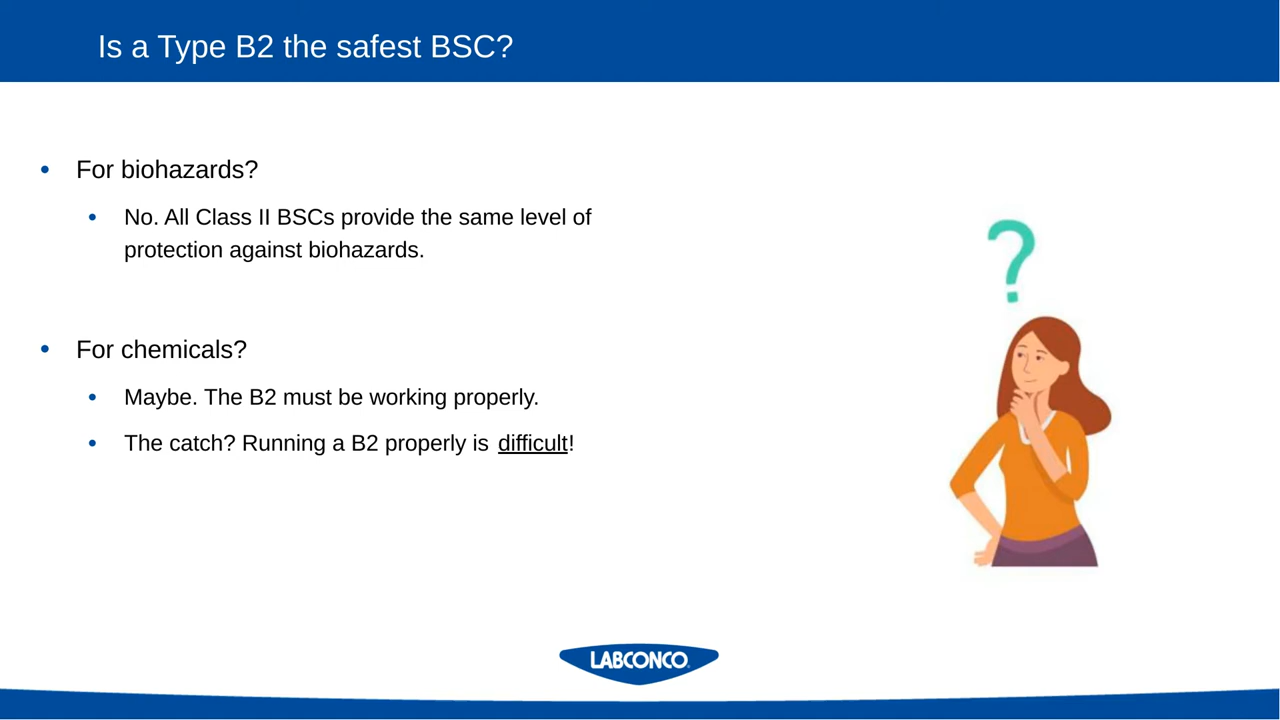 Is a Type B2 the safest BSC?
• For biohazards?
• No. All Class II BSCs provide the same level of
protection against biohazards.
?
• For chemicals?
• Maybe. The B2 must be working properly.
• The catch? Running a B2 properly is difficult!
LABCONCO